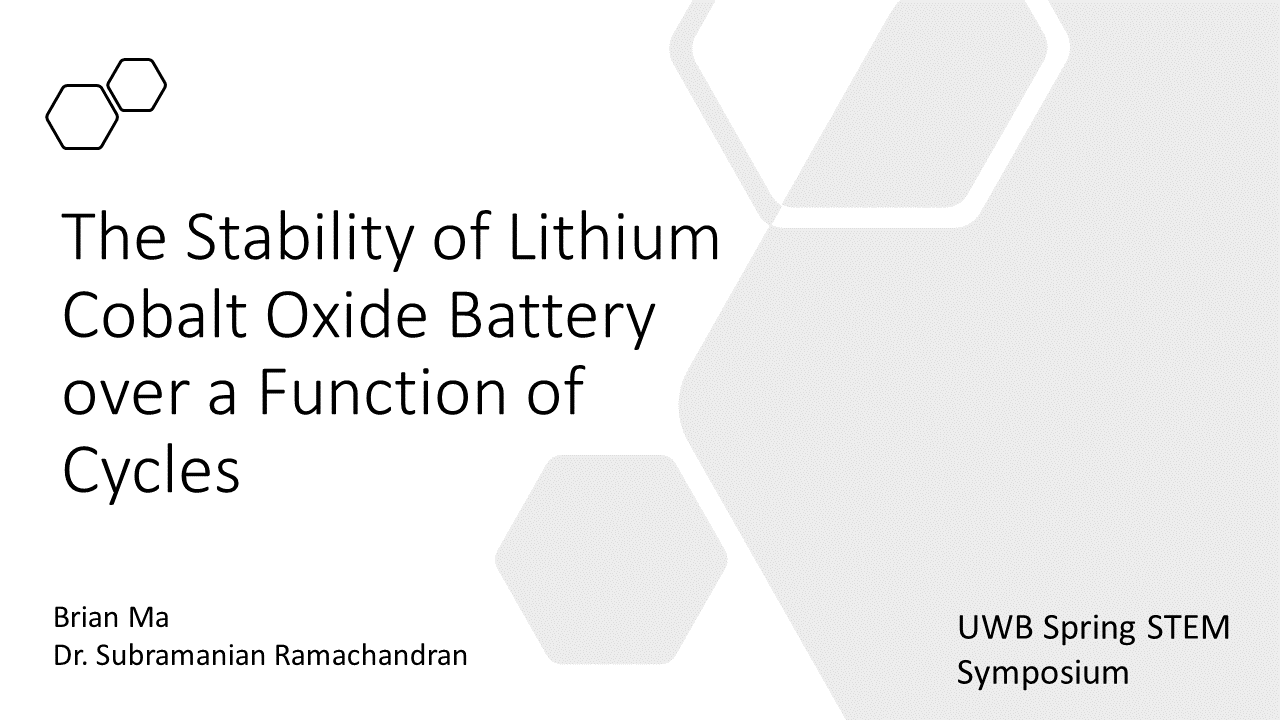 The Stability of Lithium
Cobalt Oxide Battery
over a Function of
Cycles
Brian Ma
Dr. Subramanian Ramachandran
UWB Spring STEM
Symposium